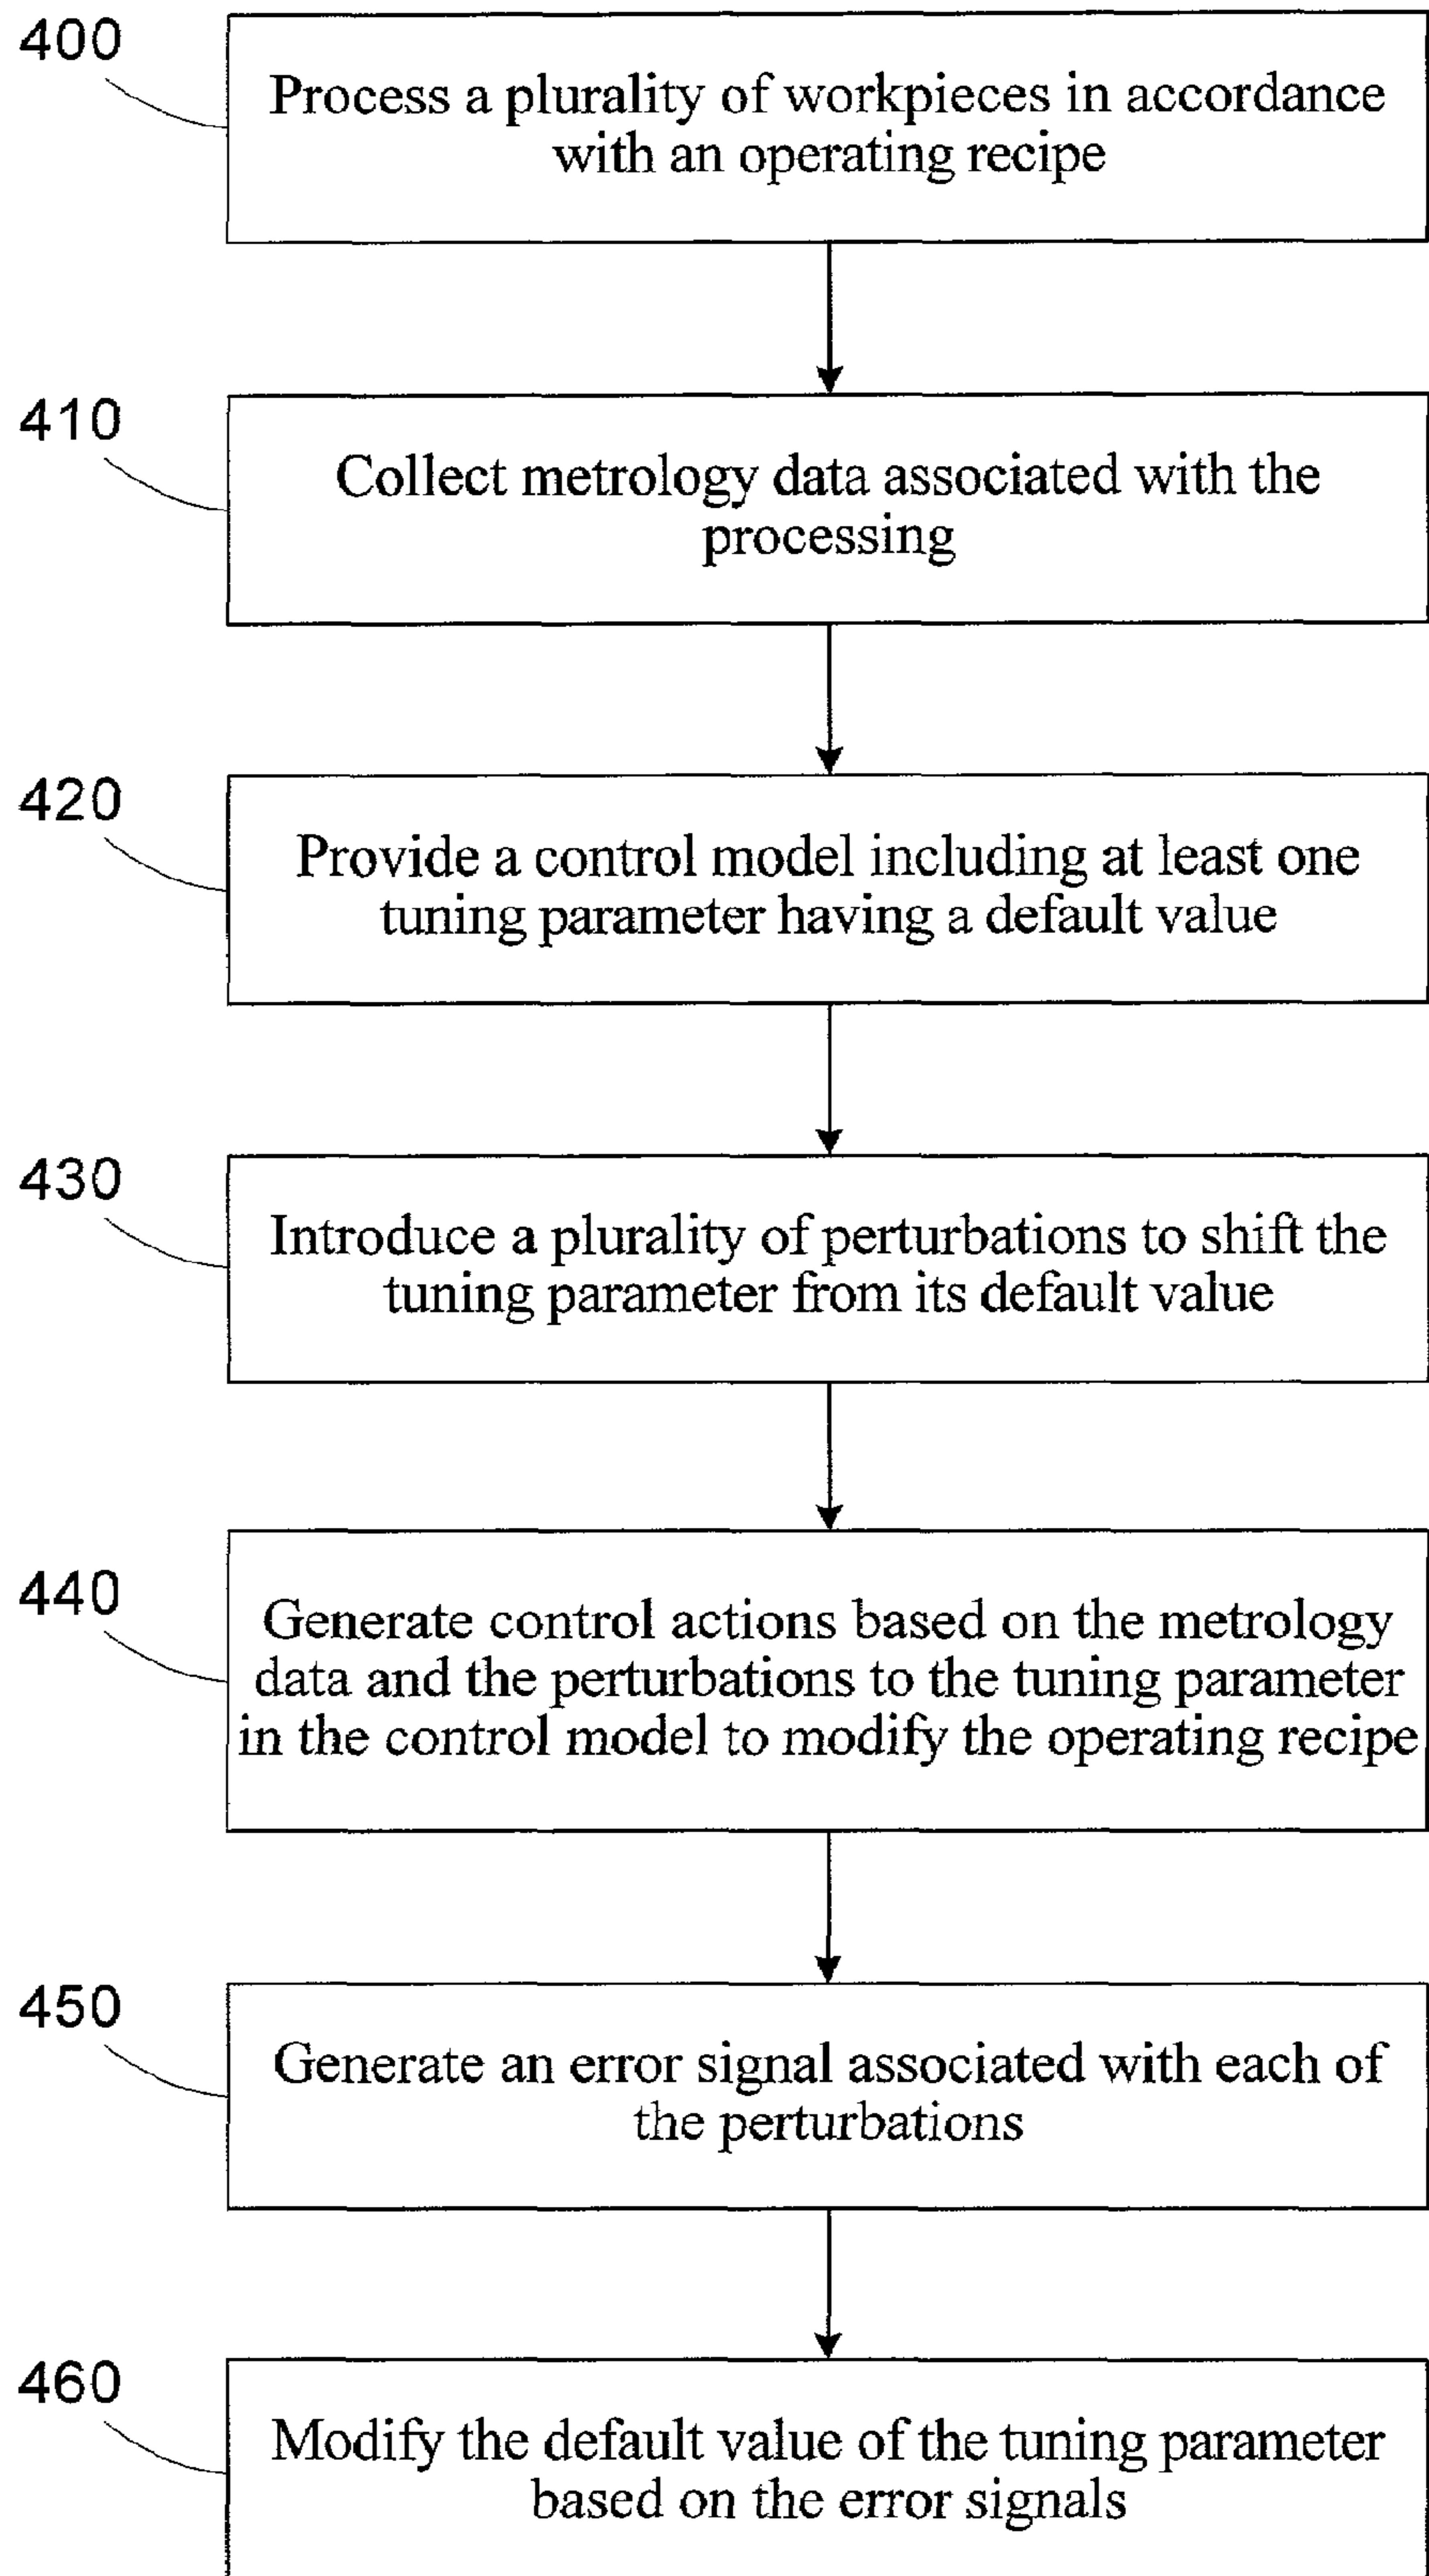 400
Process a plurality of workpieces in accordance
with an operating recipe
410
Collect metrology data associated with the
processing
420
Provide a control model including at least one
tuning parameter having a default value
430
Introduce a plurality of perturbations to shift the
tuning parameter from its default value
440
Generate control actions based on the metrology
data and the perturbations to the tuning parameter
in the control model to modify the operating recipe
450
Generate an error signal associated with each of
the perturbations
460
Modify the default value of the tuning parameter
based on the error signals